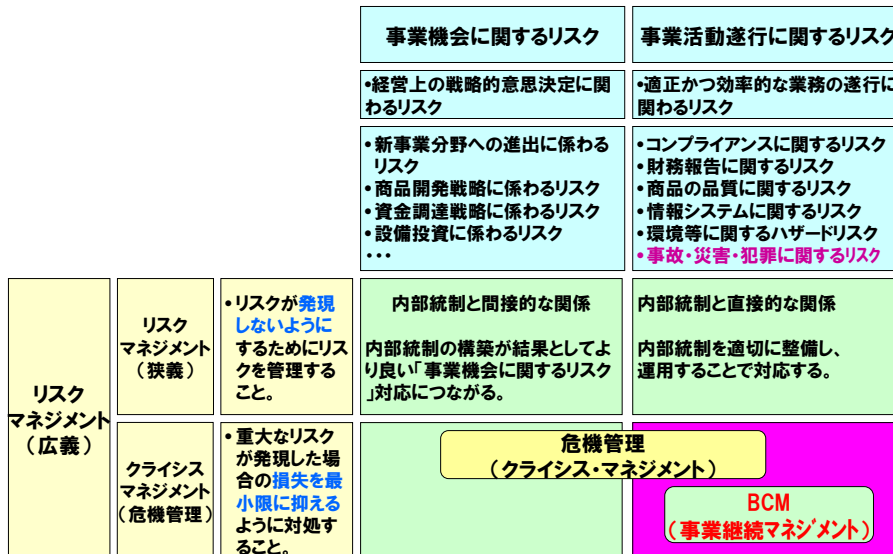 事業機会に関するリスク
事業活動遂行に関するリスク
•経営上の戦略的意思決定に関
わるリスク
•適正かつ効率的な業務の遂行に
関わるリスク
•新事業分野への進出に係わる
リスク
•商品開発戦略に係わるリスク
•資金調達戦略に係わるリスク
•設備投資に係わるリスク
•••
•コンプライアンスに関するリスク
•財務報告に関するリスク
•商品の品質に関するリスク
•情報システムに関するリスク
•環境等に関するハザードリスク
•事故・災害・犯罪に関するリスク
リスク
マネジメント
（広義）
リスク
マネジメント
（狭義）
•リスクが発現
しないように
するためにリス
クを管理する
こと。
内部統制と間接的な関係
内部統制の構築が結果としてよ
り良い「事業機会に関するリスク
」対応につながる。
内部統制と直接的な関係
内部統制を適切に整備し、
運用することで対応する。
クライシス
マネジメント
（危機管理）
•重大なリスク
が発現した場
合の損失を最
小限に抑える
ように対処す
ること。
危機管理
（クライシス・マネジメント）
BCM
（事業継続マネジメント）